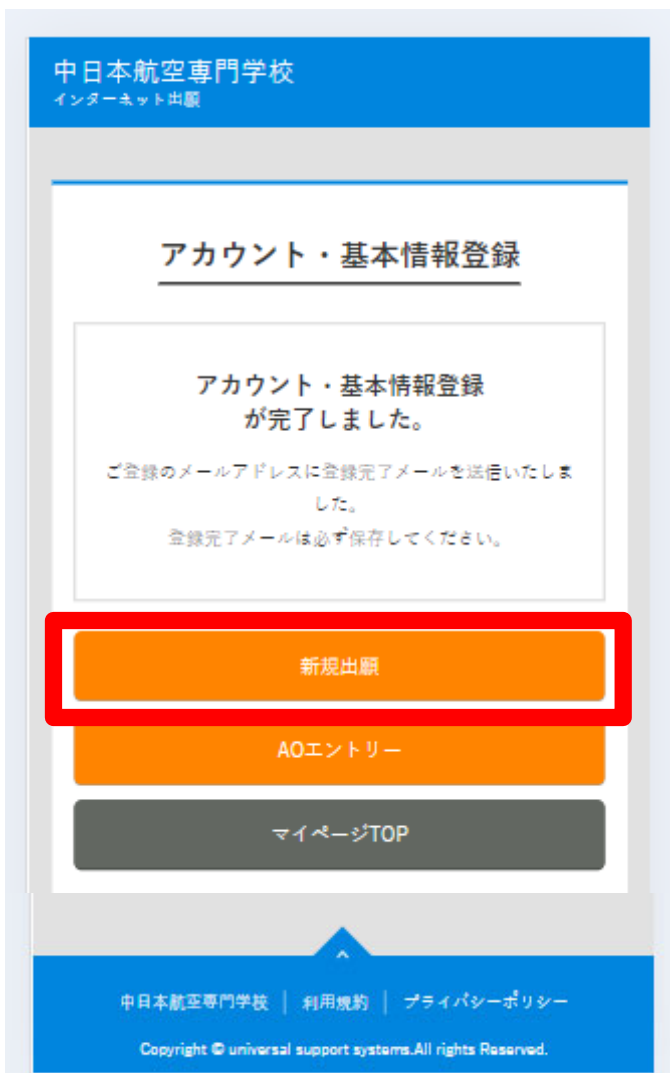 中日本航空専門学校
インターネット出願
アカウント・基本情報登録
アカウント・基本情報登録
が完了しました。
ご登録のメールアドレスに登録完了メールを送信いたしま
した。
登録完了メールは必ず保存してください。
新規出願
AOエントリー
マイページTOP
中日本航空専門学校 | 利用規約 | プライバシーポリシー
Copyright © universal support systems.All rights Reserved.